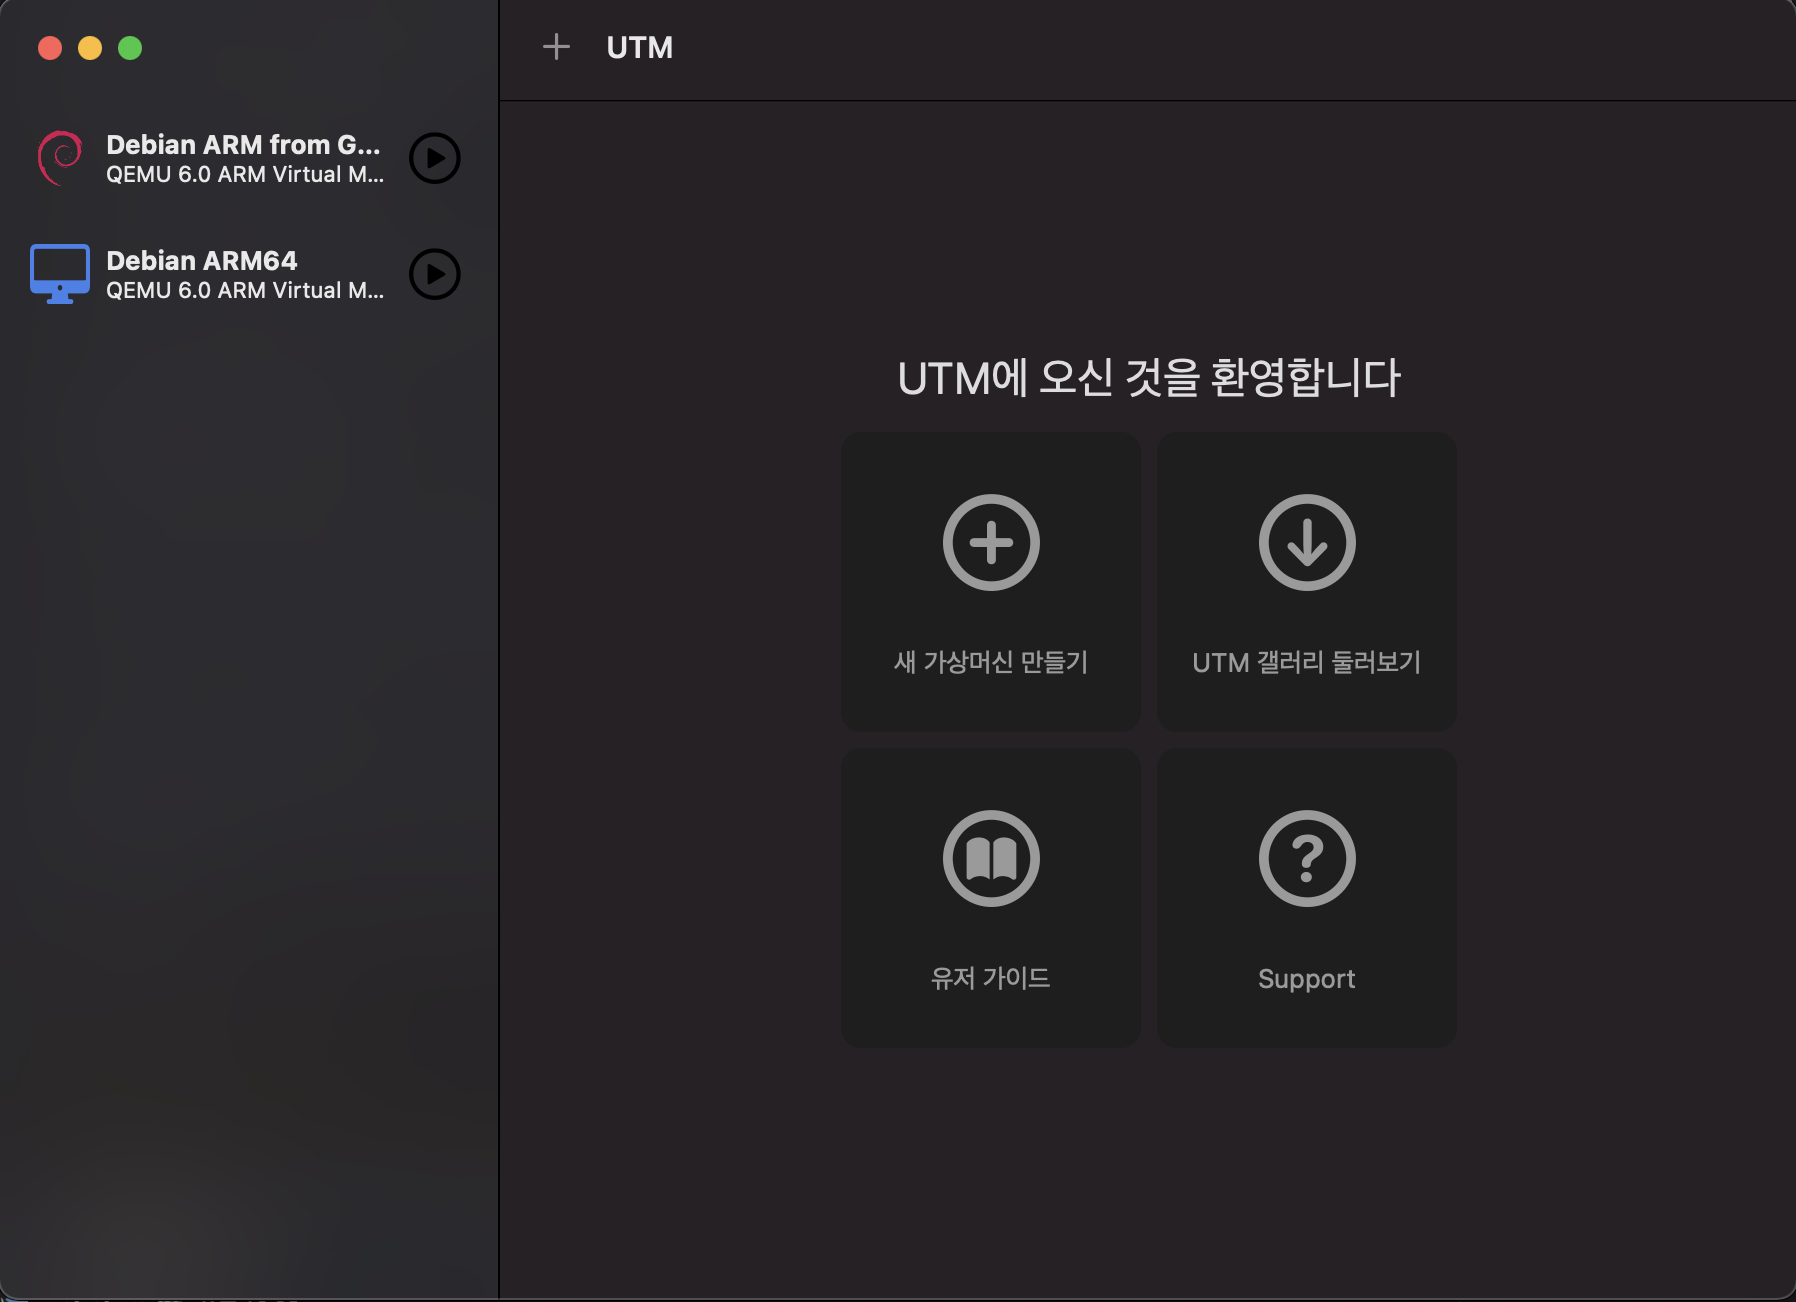 UTM
Debian ARM from G...
QEMU 6.0 ARM Virtual M...
Debian ARM64
QEMU 6.0 ARM Virtual M...
UTM에 오신 것을 환영합니다
새 가상머신 만들기
UTM 갤러리 둘러보기
유저 가이드
Support